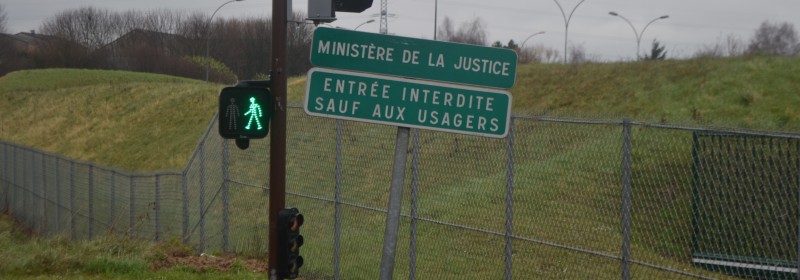 MINISTÈRE DE LA JUSTICE
ENTRÉE INTERDITE
SAUF AUX USAGERS